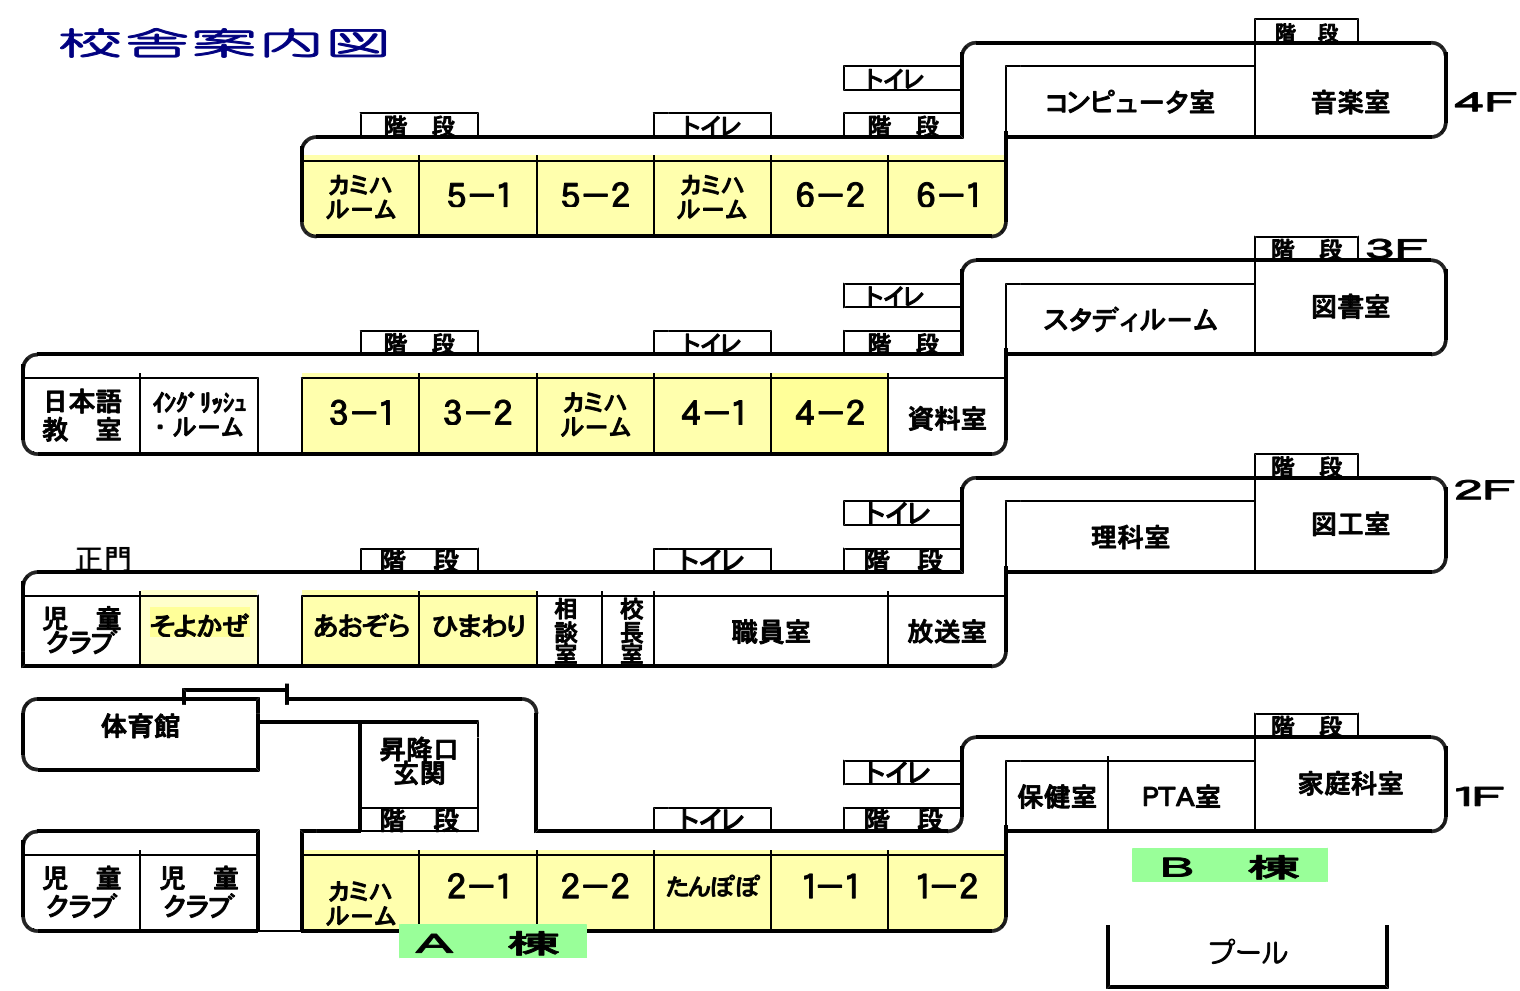 校舎案内図
階　段
トイレ
コンピュータ室
音楽室
4F
階　段
トイレ
階　段
カミハ
ルーム
5－1
5－2
カミハ
ルーム
6－2
6－1
階　段
3F
トイレ
スタディルーム
図書室
階　段
トイレ
階　段
日本語
教　室
ｲﾝｸﾞﾘｯｼｭ
・ルーム
3－1
3－2
カミハ
ルーム
4－1
4－2
資料室
階　段
2F
トイレ
理科室
図工室
正門
階　段
トイレ
階　段
児　童
クラブ
そよかぜ
あおぞら
ひまわり
相
談
室
校
長
室
職員室
放送室
体育館
昇降口
玄関
階　段
トイレ
保健室
PTA室
家庭科室
1F
階　段
トイレ
階　段
児　童
クラブ
児　童
クラブ
カミハ
ルーム
2－1
2－2
たんぽぽ
1－1
1－2
B　棟
A　棟
プール